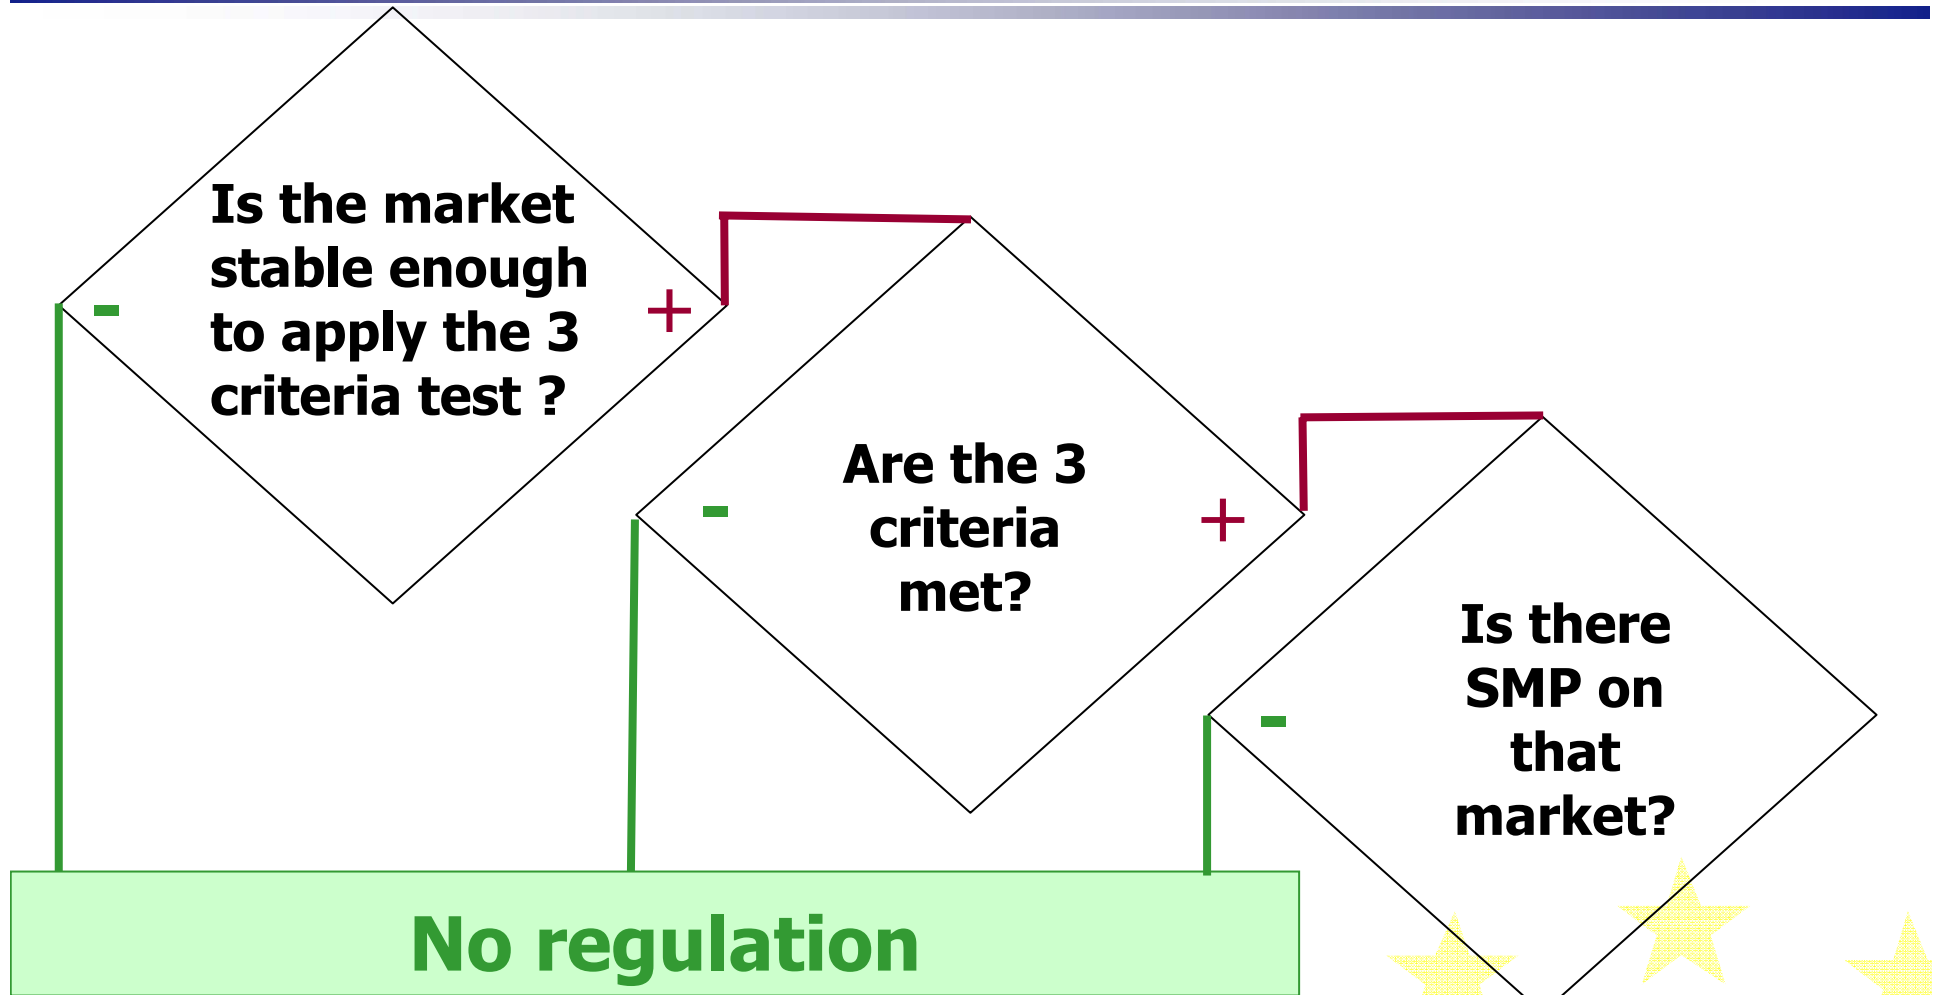 Is the market
stable enough
to apply the 3
criteria test ?
-
+
Are the 3
criteria
met?
-
+
Is there
SMP on
that
market?
-
No regulation